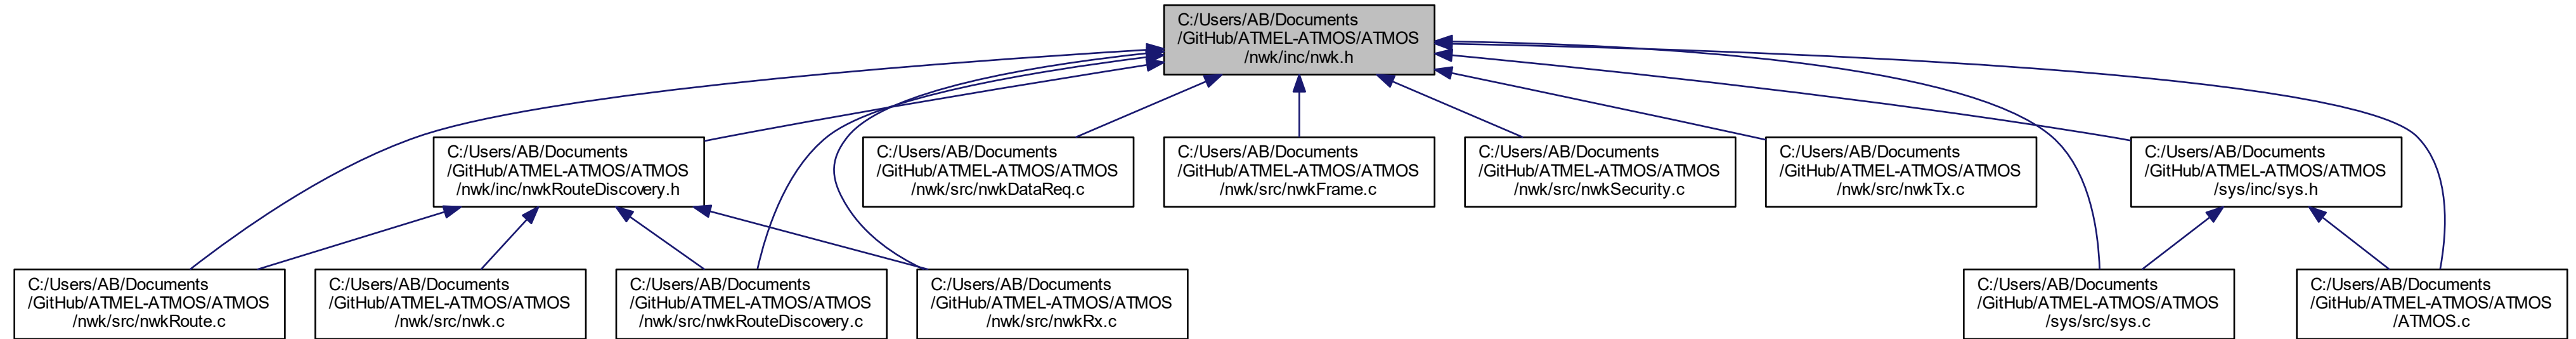 C:/Users/AB/Documents
/GitHub/ATMEL-ATMOS/ATMOS
/nwk/inc/nwk.h
C:/Users/AB/Documents
/GitHub/ATMEL-ATMOS/ATMOS
/nwk/inc/nwkRouteDiscovery.h
C:/Users/AB/Documents
/GitHub/ATMEL-ATMOS/ATMOS
/nwk/src/nwkDataReq.c
C:/Users/AB/Documents
/GitHub/ATMEL-ATMOS/ATMOS
/nwk/src/nwkFrame.c
C:/Users/AB/Documents
/GitHub/ATMEL-ATMOS/ATMOS
/nwk/src/nwkSecurity.c
C:/Users/AB/Documents
/GitHub/ATMEL-ATMOS/ATMOS
/nwk/src/nwkTx.c
C:/Users/AB/Documents
/GitHub/ATMEL-ATMOS/ATMOS
/sys/inc/sys.h
C:/Users/AB/Documents
/GitHub/ATMEL-ATMOS/ATMOS
/nwk/src/nwkRoute.c
C:/Users/AB/Documents
/GitHub/ATMEL-ATMOS/ATMOS
/nwk/src/nwk.c
C:/Users/AB/Documents
/GitHub/ATMEL-ATMOS/ATMOS
/nwk/src/nwkRouteDiscovery.c
C:/Users/AB/Documents
/GitHub/ATMEL-ATMOS/ATMOS
/nwk/src/nwkRx.c
C:/Users/AB/Documents
/GitHub/ATMEL-ATMOS/ATMOS
/sys/src/sys.c
C:/Users/AB/Documents
/GitHub/ATMEL-ATMOS/ATMOS
/ATMOS.c